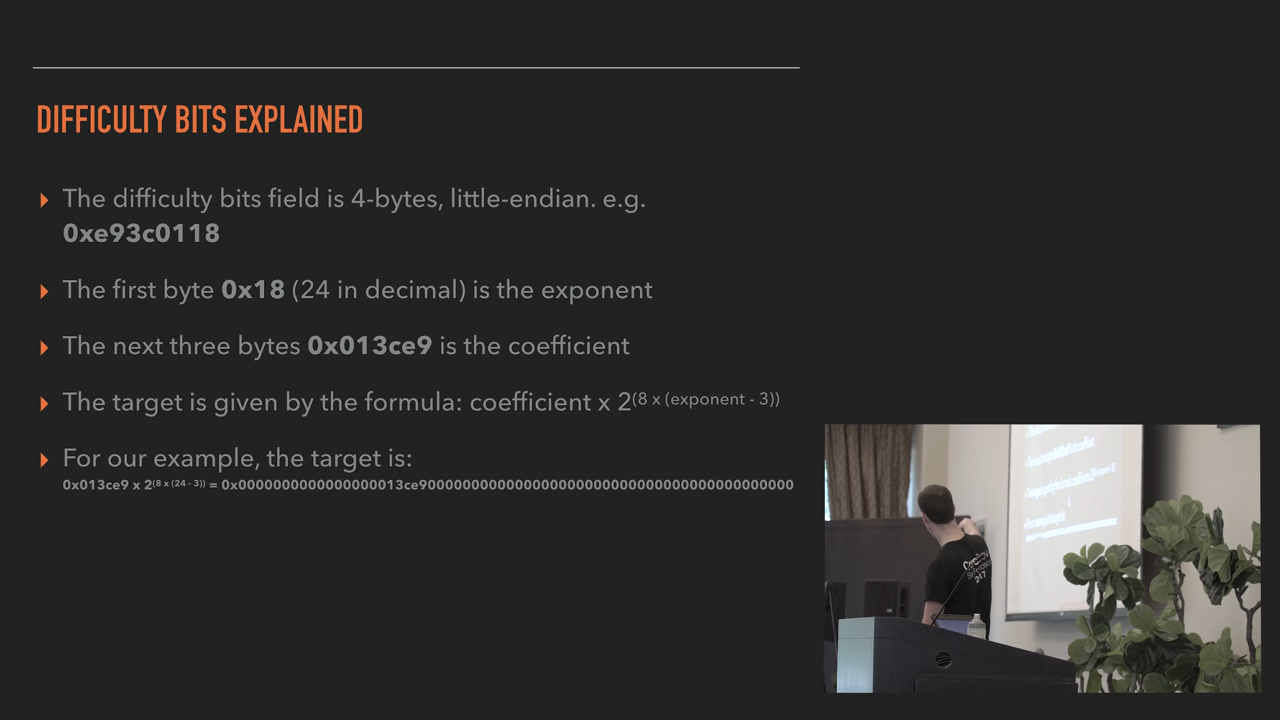 DIFFICULTY BITS EXPLAINED
The difficulty bits field is 4-bytes, little-endian. e.g.
0xe93c0118
The first byte 0x18 (24 in decimal) is the exponent
The next three bytes 0x013ce9 is the coefficient
The target is given by the formula: coefficient x 2(8 x (exponent - 3))
For our example, the target is:
0x013ce9 x 2(8 x (24 - 3)) = 0x0000000000000000013ce9000000000000000000000000000000000000000000